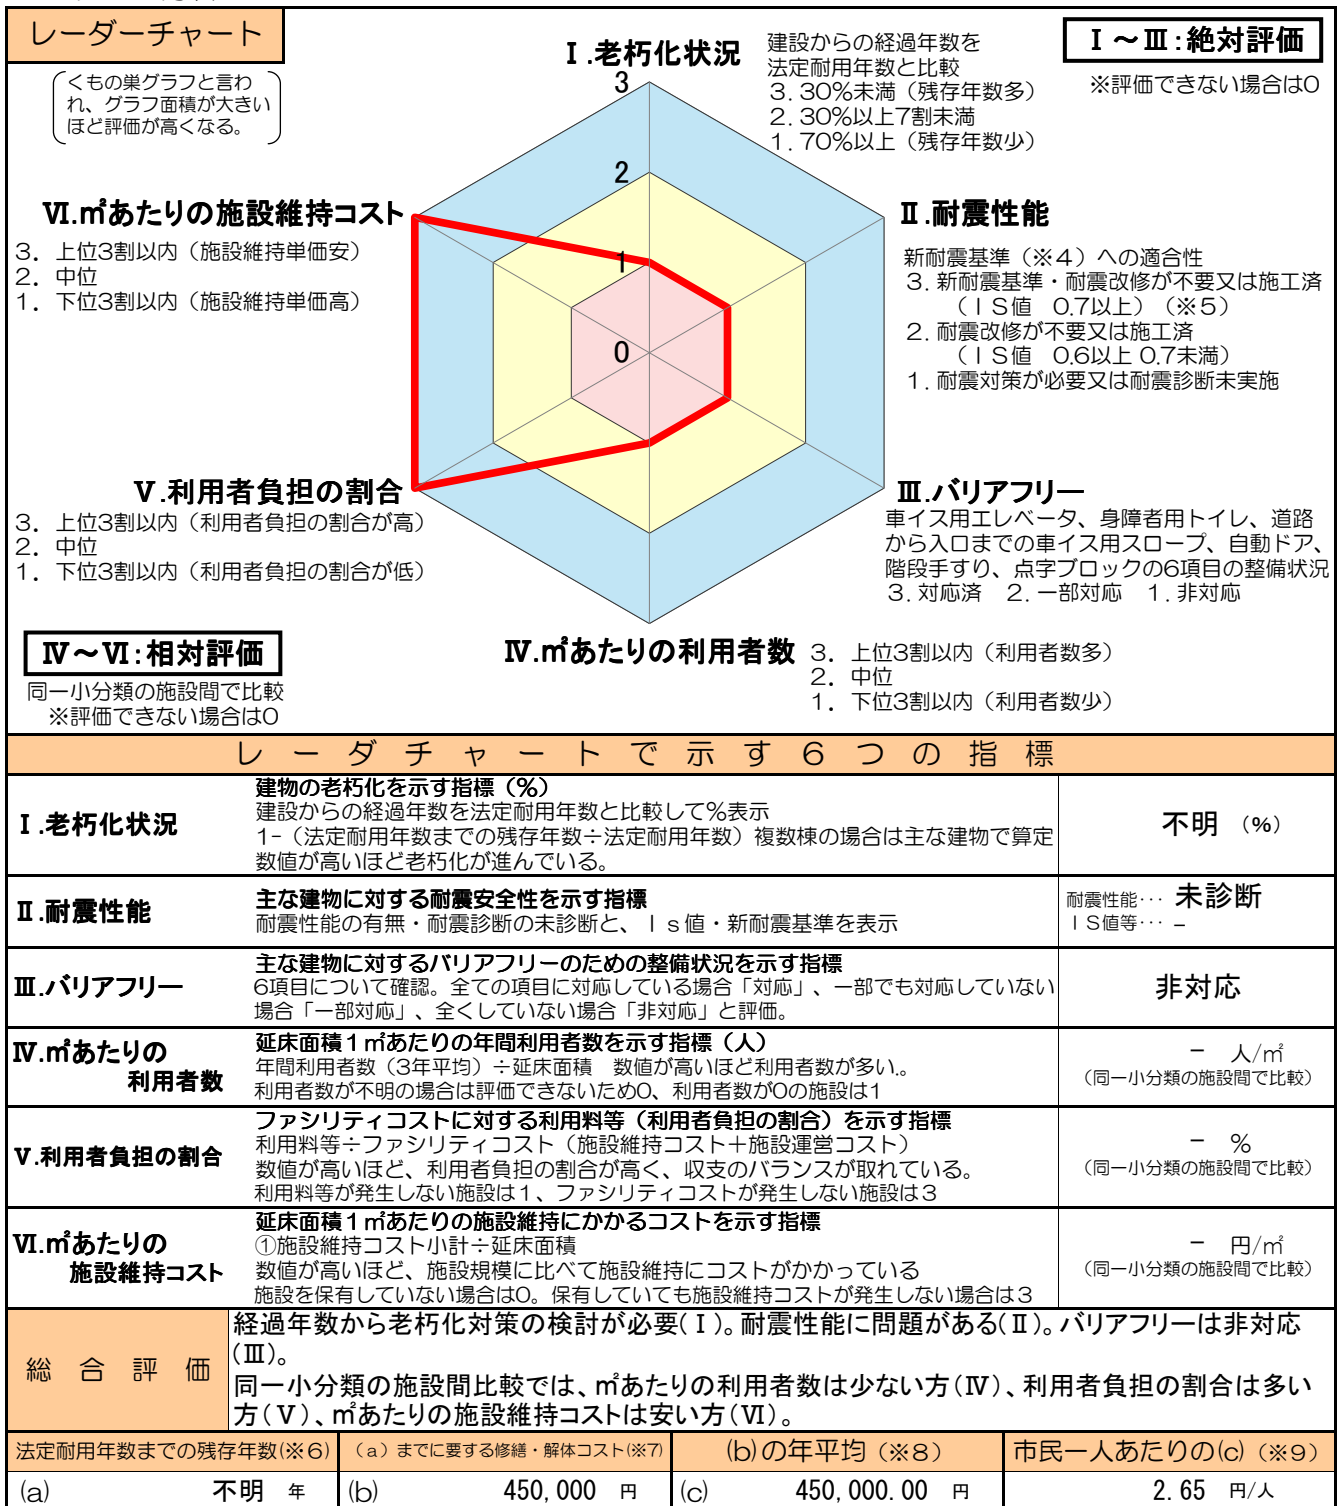 レーダーチャート
くもの巣グラフと言わ
れ、グラフ面積が大きい
ほど評価が高くなる。
Ⅰ～Ⅲ:絶対評価
※評価できない場合は0
Ⅰ.老朽化状況
建設からの経過年数を
法定耐用年数と比較
3. 30%未満（残存年数多）
2. 30%以上7割未満
1. 70%以上（残存年数少）
3
2
1
0
Ⅵ.㎡あたりの施設維持コスト
3. 上位3割以内（施設維持単価安）
2. 中位
1. 下位3割以内（施設維持単価高）
Ⅱ.耐震性能
新耐震基準（※４）への適合性
3. 新耐震基準・耐震改修が不要又は施工済
（ＩＳ値　0.7以上）（※５）
2. 耐震改修が不要又は施工済
（ＩＳ値　0.6以上 0.7未満）
1. 耐震対策が必要又は耐震診断未実施
Ⅴ.利用者負担の割合
3. 上位3割以内（利用者負担の割合が高）
2. 中位
1. 下位3割以内（利用者負担の割合が低）
Ⅲ.バリアフリー
車イス用エレベータ、身障者用トイレ、道路
から入口までの車イス用スロープ、自動ドア、
階段手すり、点字ブロックの6項目の整備状況
3. 対応済　2. 一部対応　1. 非対応
Ⅳ～Ⅵ:相対評価
同一小分類の施設間で比較
※評価できない場合は0
Ⅳ.㎡あたりの利用者数
3. 上位3割以内（利用者数多）
2. 中位
1. 下位3割以内（利用者数少）
レーダチャートで示す６つの指標
Ⅰ.老朽化状況
建物の老朽化を示す指標（%）
建設からの経過年数を法定耐用年数と比較して%表示
1-（法定耐用年数までの残存年数÷法定耐用年数）複数棟の場合は主な建物で算定
数値が高いほど老朽化が進んでいる。
不明 （%）
Ⅱ.耐震性能
主な建物に対する耐震安全性を示す指標
耐震性能の有無・耐震診断の未診断と、Ｉｓ値・新耐震基準を表示
耐震性能･･･ 未診断
ＩＳ値等･･･ －
Ⅲ.バリアフリー
主な建物に対するバリアフリーのための整備状況を示す指標
6項目について確認。全ての項目に対応している場合「対応」、一部でも対応していない
場合「一部対応」、全くしていない場合「非対応」と評価。
非対応
Ⅳ.㎡あたりの
利用者数
延床面積１㎡あたりの年間利用者数を示す指標（人）
年間利用者数（3年平均）÷延床面積　数値が高いほど利用者数が多い。
利用者数が不明の場合は評価できないため0、利用者数が0の施設は1
－ 人/㎡
（同一小分類の施設間で比較）
Ⅴ.利用者負担の割合
ファシリティコストに対する利用料等（利用者負担の割合）を示す指標
利用料等÷ファシリティコスト（施設維持コスト＋施設運営コスト）
数値が高いほど、利用者負担の割合が高く、収支のバランスが取れている。
利用料等が発生しない施設は１、ファシリティコストが発生しない施設は３
－ %
（同一小分類の施設間で比較）
Ⅵ.㎡あたりの
施設維持コスト
延床面積１㎡あたりの施設維持にかかるコストを示す指標
①施設維持コスト小計÷延床面積
数値が高いほど、施設規模に比べて施設維持にコストがかかっている
施設を保有していない場合は0。保有していても施設維持コストが発生しない場合は３
－ 円/㎡
（同一小分類の施設間で比較）
総合評価
経過年数から老朽化対策の検討が必要(Ⅰ)。耐震性能に問題がある(Ⅱ)。バリアフリーは非対応
(Ⅲ)。
同一小分類の施設間比較では、㎡あたりの利用者数は少ない方(Ⅳ)、利用者負担の割合は多い
方(Ⅴ)、㎡あたりの施設維持コストは安い方(Ⅵ)。
法定耐用年数までの残存年数(※6)
（a）までに要する修繕・解体コスト(※7)
(b)の年平均（※8）
市民一人あたりの(c)（※9）
(a) 不明 年
(b) 450,000 円
(c) 450,000.00 円
2.65 円/人